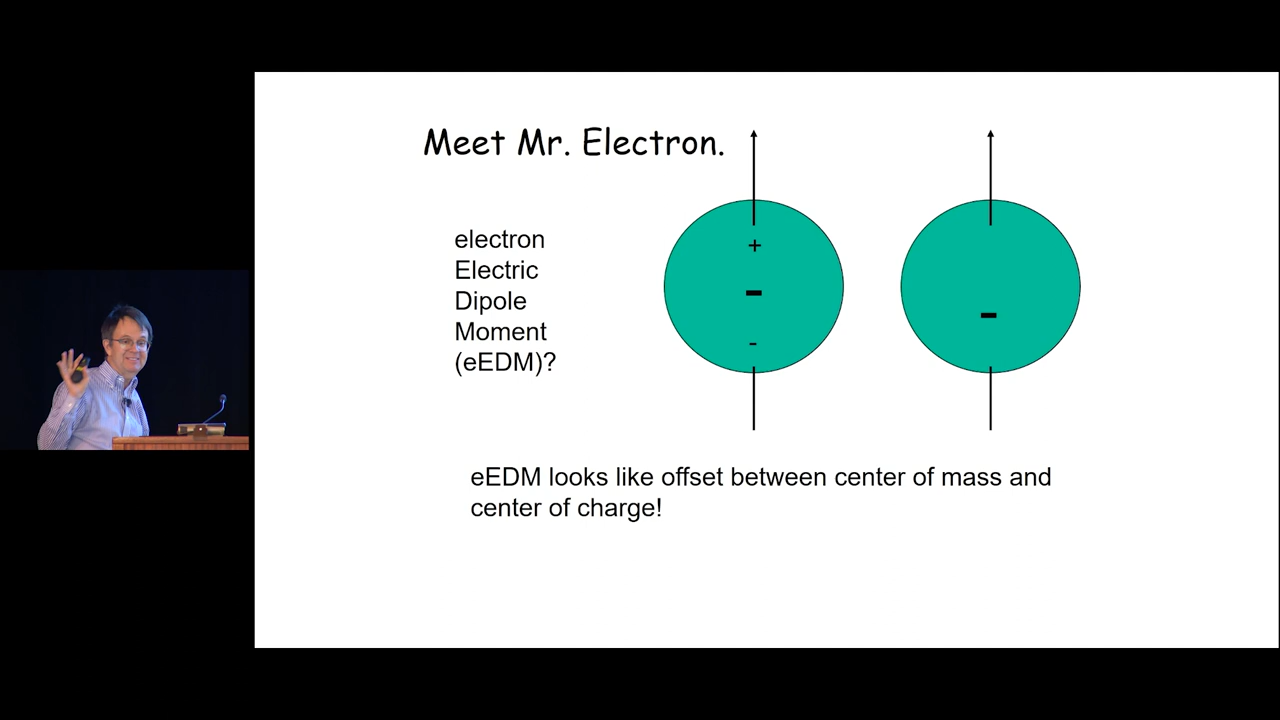 Meet Mr. Electron.
electron
Electric
Dipole
Moment
(eEDM)?
+
-
-
-
eEDM looks like offset between center of mass and
center of charge!